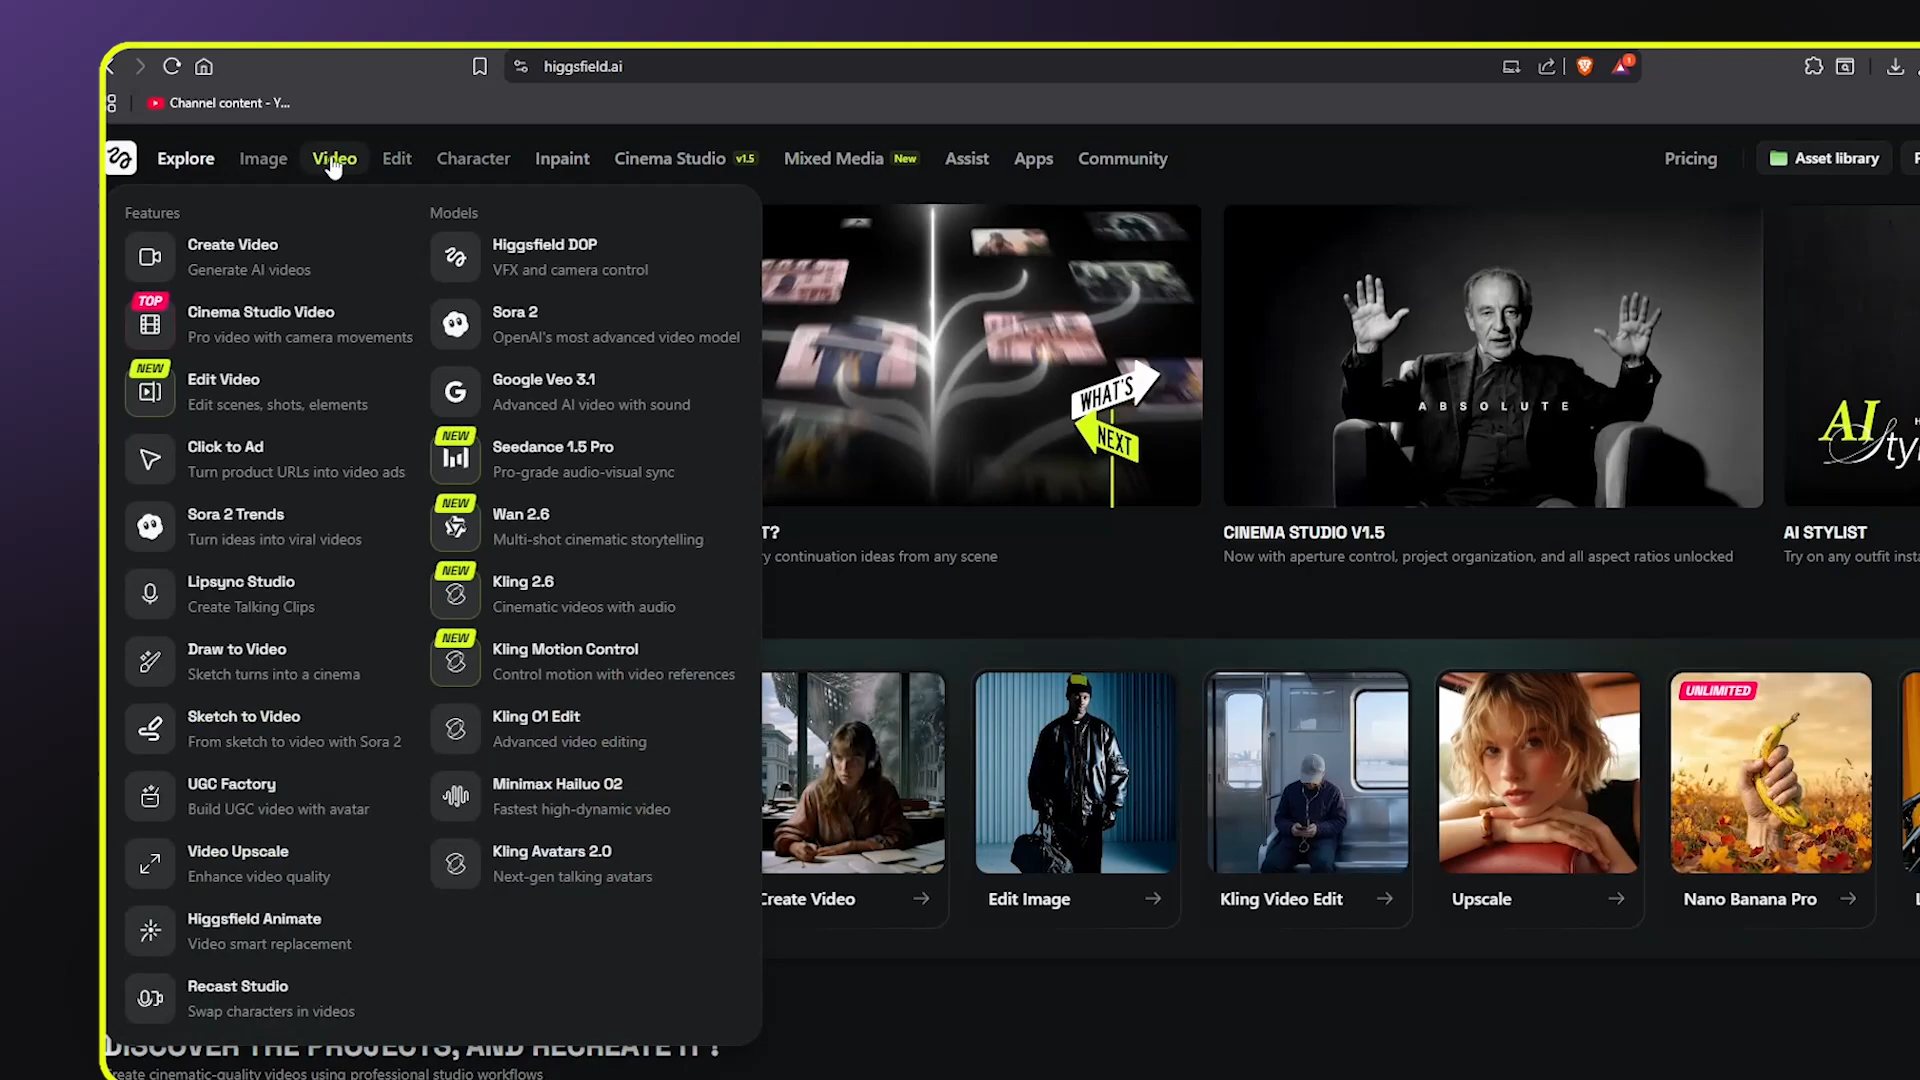 higgsfield.ai
1
Channel content - Y...
Explore
Image
Video
Edit
Character
Inpaint
Cinema Studio
v1.5
Mixed Media
New
Assist
Apps
Community
Pricing
Asset library
Features
Create Video
Generate AI videos
TOP
Cinema Studio Video
Pro video with camera movements
NEW
Edit Video
Edit scenes, shots, elements
Click to Ad
Turn product URLs into video ads
Sora 2 Trends
Turn ideas into viral videos
Lipsync Studio
Create Talking Clips
Draw to Video
Sketch turns into a cinema
Sketch to Video
From sketch to video with Sora 2
UGC Factory
Build UGC video with avatar
Video Upscale
Enhance video quality
Higgsfield Animate
Video smart replacement
Recast Studio
Swap characters in videos
Models
Higgsfield DOP
VFX and camera control
Sora 2
OpenAI's most advanced video model
Google Veo 3.1
Advanced AI video with sound
NEW
Seedance 1.5 Pro
Pro-grade audio-visual sync
NEW
Wan 2.6
Multi-shot cinematic storytelling
NEW
Kling 2.6
Cinematic videos with audio
NEW
Kling Motion Control
Control motion with video references
Kling O1 Edit
Advanced video editing
Minimax Hailuo 02
Fastest high-dynamic video
Kling Avatars 2.0
Next-gen talking avatars
WHAT'S
NEXT
T?
continuation ideas from any scene
ABSOLUTE
CINEMA STUDIO V1.5
Now with aperture control, project organization, and all aspect ratios unlocked
AI
AI STYLIST
Try on any outfit
Create Video
Edit Image
Kling Video Edit
Upscale
UNLIMITED
Nano Banana Pro
DISCOVER THE PROJECTS, AND RECREATE IT !
Create cinematic-quality videos using professional studio workflows